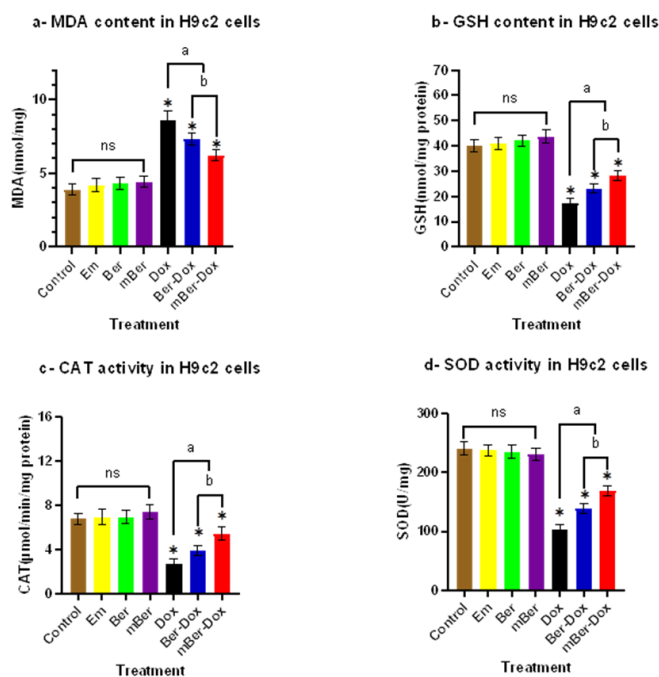 a- MDA content in H9c2 cells
MDA(nmol/mg)
10
5
0
ns
a
b
*
*
*
Control
Em
Ber
mBer
Dox
Ber-Dox
mBer-Dox
Treatment
b- GSH content in H9c2 cells
GSH(nmol/mg protein)
70
60
50
40
30
20
10
0
ns
a
b
*
*
*
Control
Em
Ber
mBer
Dox
Ber-Dox
mBer-Dox
Treatment
c- CAT activity in H9c2 cells
CAT(µmol/min/mg protein)
16
12
8
4
0
ns
a
b
*
*
*
Control
Em
Ber
mBer
Dox
Ber-Dox
mBer-Dox
Treatment
d- SOD activity in H9c2 cells
SOD(U/mg)
300
200
100
0
ns
a
b
*
*
*
Control
Em
Ber
mBer
Dox
Ber-Dox
mBer-Dox
Treatment